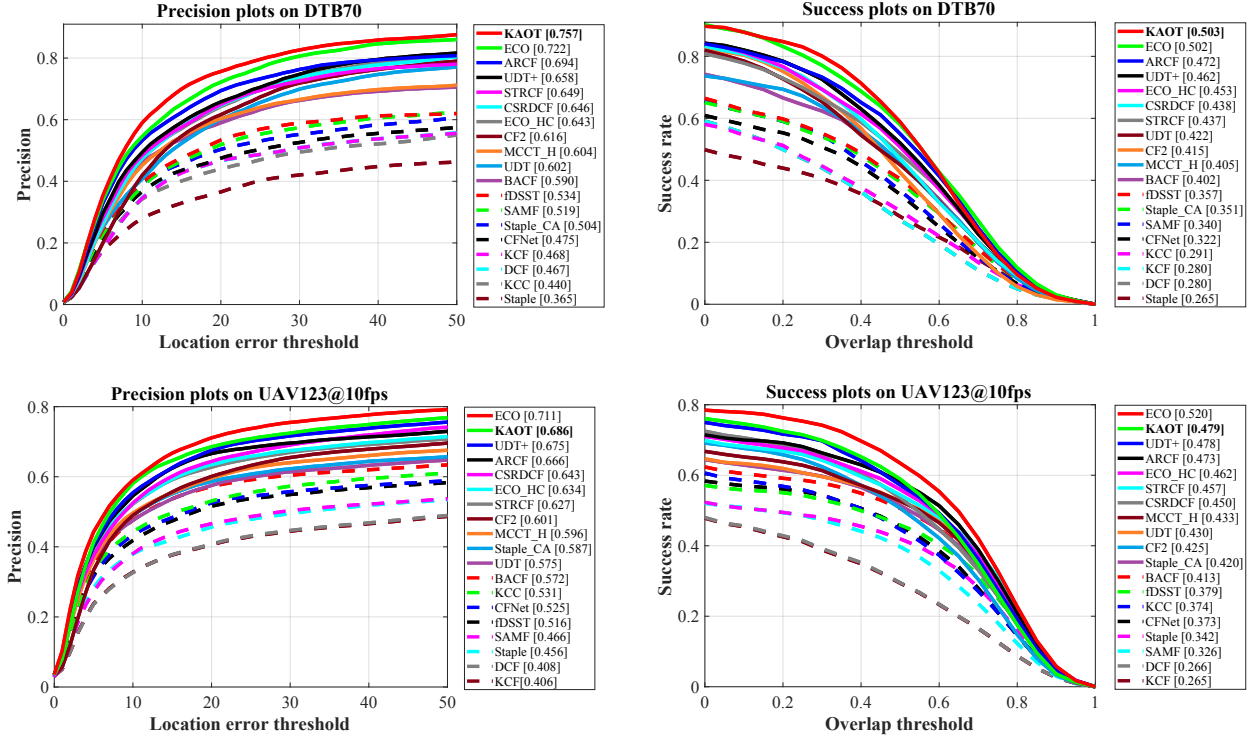 Precision plots on DTB70
Precision
0.8
0.6
0.4
0.2
0
0 10 20 30 40 50
Location error threshold
KAOT [0.757]
ECO [0.722]
ARCF [0.694]
UDT+ [0.658]
STRCF [0.649]
CSRDCF [0.646]
ECO_HC [0.643]
CF2 [0.616]
MCCT_H [0.604]
UDT [0.602]
BACF [0.590]
fDSST [0.534]
SAMF [0.519]
Staple_CA [0.504]
CFNet [0.475]
KCF [0.468]
DCF [0.467]
KCC [0.440]
Staple [0.365]
Success plots on DTB70
Success rate
0.8
0.6
0.4
0.2
0
0 0.2 0.4 0.6 0.8 1
Overlap threshold
KAOT [0.503]
ECO [0.502]
ARCF [0.472]
UDT+ [0.462]
ECO_HC [0.453]
CSRDCF [0.438]
STRCF [0.437]
UDT [0.422]
CF2 [0.415]
MCCT_H [0.405]
BACF [0.402]
fDSST [0.357]
Staple_CA [0.351]
SAMF [0.340]
CFNet [0.322]
KCC [0.291]
KCF [0.280]
DCF [0.280]
Staple [0.265]
Precision plots on UAV123@10fps
Precision
0.8
0.6
0.4
0.2
0
0 10 20 30 40 50
Location error threshold
ECO [0.711]
KAOT [0.686]
UDT+ [0.675]
ARCF [0.666]
CSRDCF [0.643]
ECO_HC [0.634]
STRCF [0.627]
CF2 [0.601]
MCCT_H [0.596]
Staple_CA [0.587]
UDT [0.575]
BACF [0.572]
KCC [0.531]
CFNet [0.525]
fDSST [0.516]
SAMF [0.466]
Staple [0.456]
DCF [0.408]
KCF[0.406]
Success plots on UAV123@10fps
Success rate
0.8
0.6
0.4
0.2
0
0 0.2 0.4 0.6 0.8 1
Overlap threshold
ECO [0.520]
KAOT [0.479]
UDT+ [0.478]
ARCF [0.473]
ECO_HC [0.462]
STRCF [0.457]
CSRDCF [0.450]
MCCT_H [0.433]
UDT [0.430]
CF2 [0.425]
Staple_CA [0.420]
BACF [0.413]
fDSST [0.379]
KCC [0.374]
CFNet [0.373]
Staple [0.342]
SAMF [0.326]
DCF [0.266]
KCF [0.265]